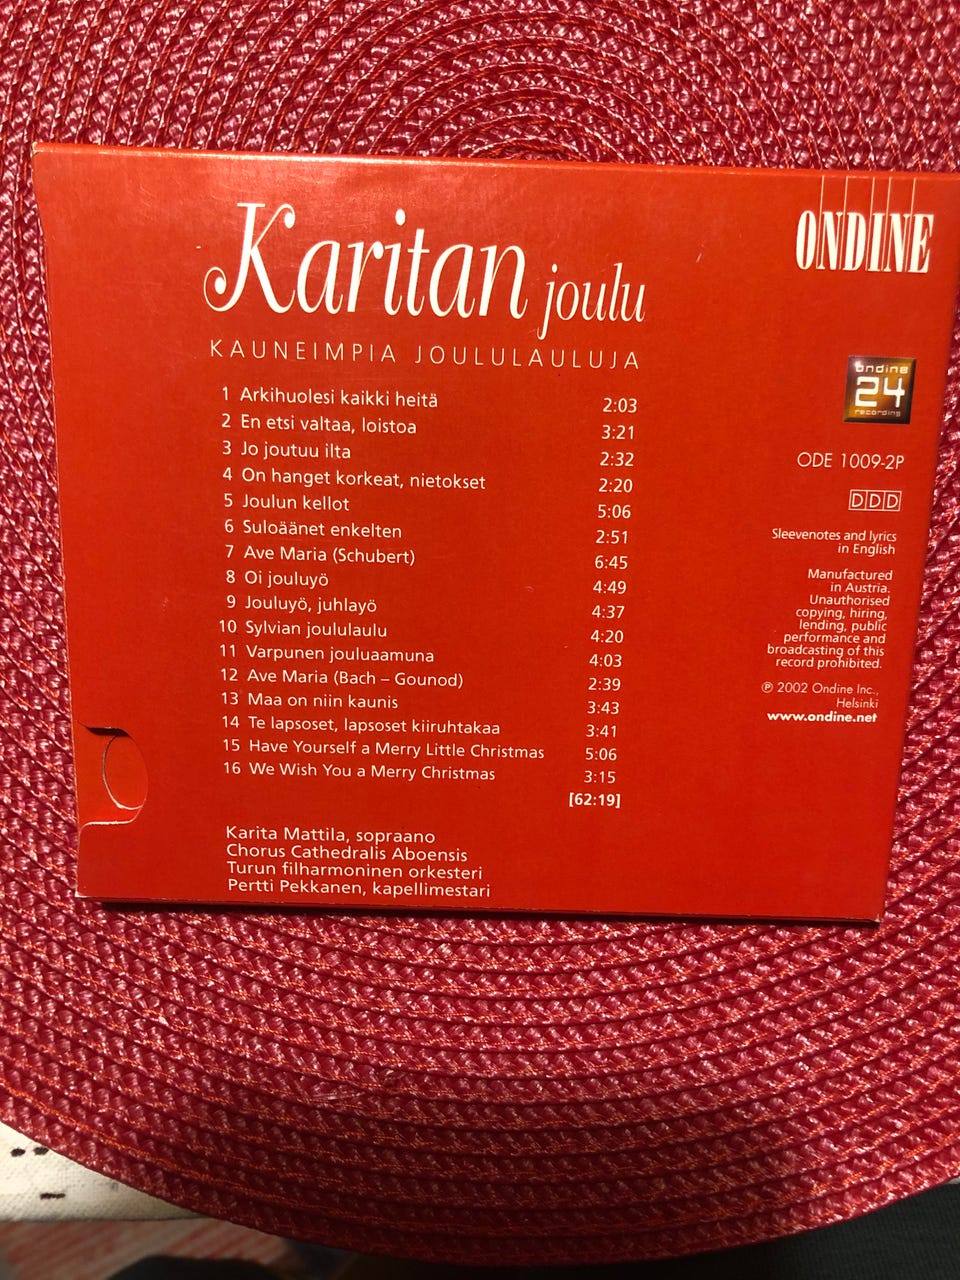 Karitan joulu
KAUNEIMPIA JOULULAULUJA
1 Arkihuolesi kaikki heitä 2:03
2 En etsi valtaa, loistoa 3:21
3 Jo joutuu ilta 2:32
4 On hanget korkeat, nietokset 2:20
5 Joulun kellot 5:06
6 Suloäänet enkelten 2:51
7 Ave Maria (Schubert) 6:45
8 Oi jouluyö 4:49
9 Jouluyö, juhlayö 4:37
10 Sylvian joululaulu 4:20
11 Varpunen jouluaamuna 4:03
12 Ave Maria (Bach – Gounod) 2:39
13 Maa on niin kaunis 3:43
14 Te lapsoset, lapsoset kiiruhtakaa 3:41
15 Have Yourself a Merry Little Christmas 5:06
16 We Wish You a Merry Christmas 3:15
[62:19]
Karita Mattila, sopraano
Chorus Cathedralis Aboensis
Turun filharmoninen orkesteri
Pertti Pekkanen, kapellimestari
ONDINE
ondine
24
recording
ODE 1009-2P
DDD
Sleevenotes and lyrics
in English
Manufactured
in Austria.
Unauthorised
copying, hiring,
lending, public
performance and
broadcasting of this
record prohibited.
℗ 2002 Ondine Inc.,
Helsinki
www.ondine.net